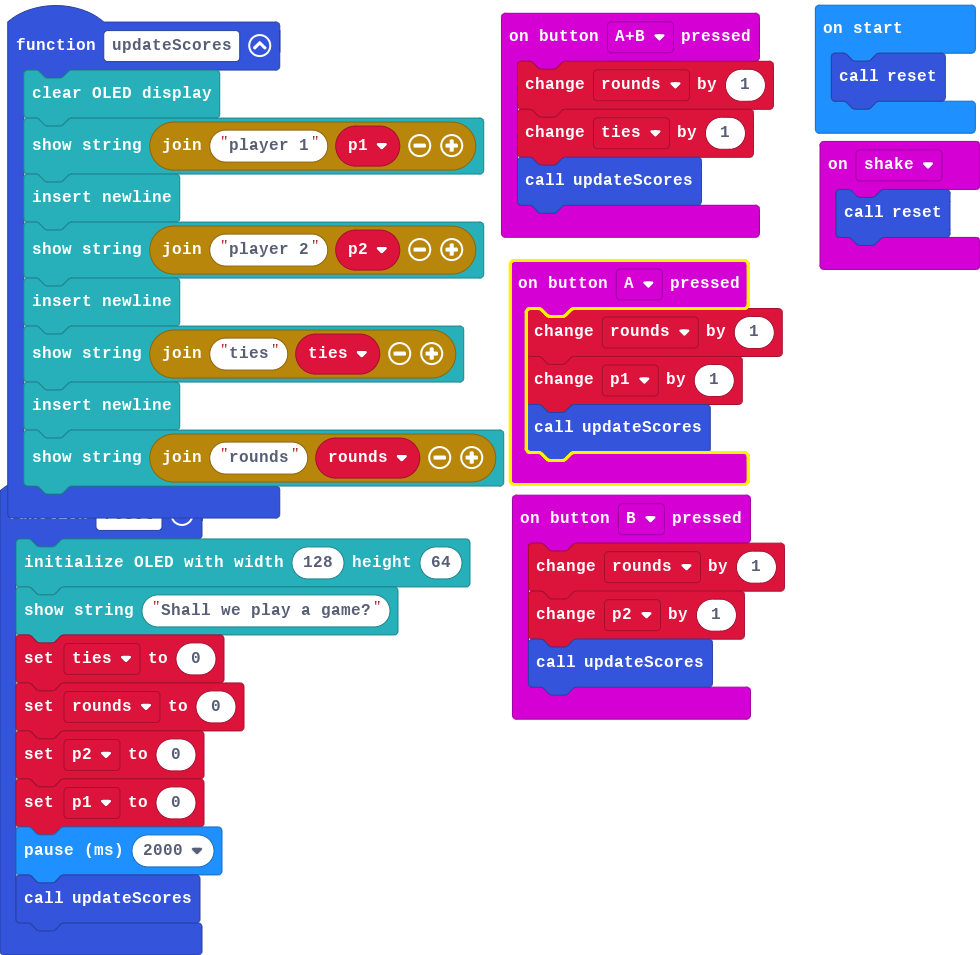 function updateScores
clear OLED display
show string join "player 1" p1
insert newline
show string join "player 2" p2
insert newline
show string join "ties" ties
insert newline
show string join "rounds" rounds
initialize OLED with width 128 height 64
show string "Shall we play a game?"
set ties to 0
set rounds to 0
set p2 to 0
set p1 to 0
pause (ms) 2000
call updateScores
on button A+B pressed
change rounds by 1
change ties by 1
call updateScores
on button A pressed
change rounds by 1
change p1 by 1
call updateScores
on button B pressed
change rounds by 1
change p2 by 1
call updateScores
on start
call reset
on shake
call reset